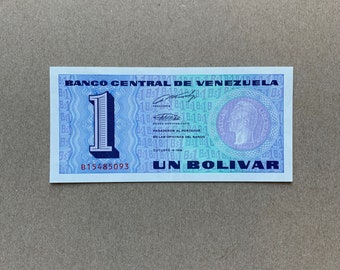 BANCO CENTRAL DE VENEZUELA
1
PAGADEROS AL PORTADOR
EN LAS OFICINAS DEL BANCO
B15485093
UN BOLIVAR